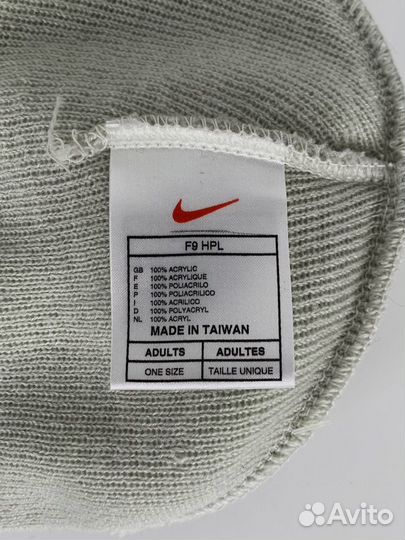 F9 HPL
GB 100% ACRYLIC
F 100% ACRYLIQUE
E 100% POLIACRILO
P 100% POLIACRILICO
I 100% ACRILICO
D 100% POLYACRYL
NL 100% ACRYL
MADE IN TAIWAN
ADULTS ADULTES
ONE SIZE TAILLE UNIQUE
Avito